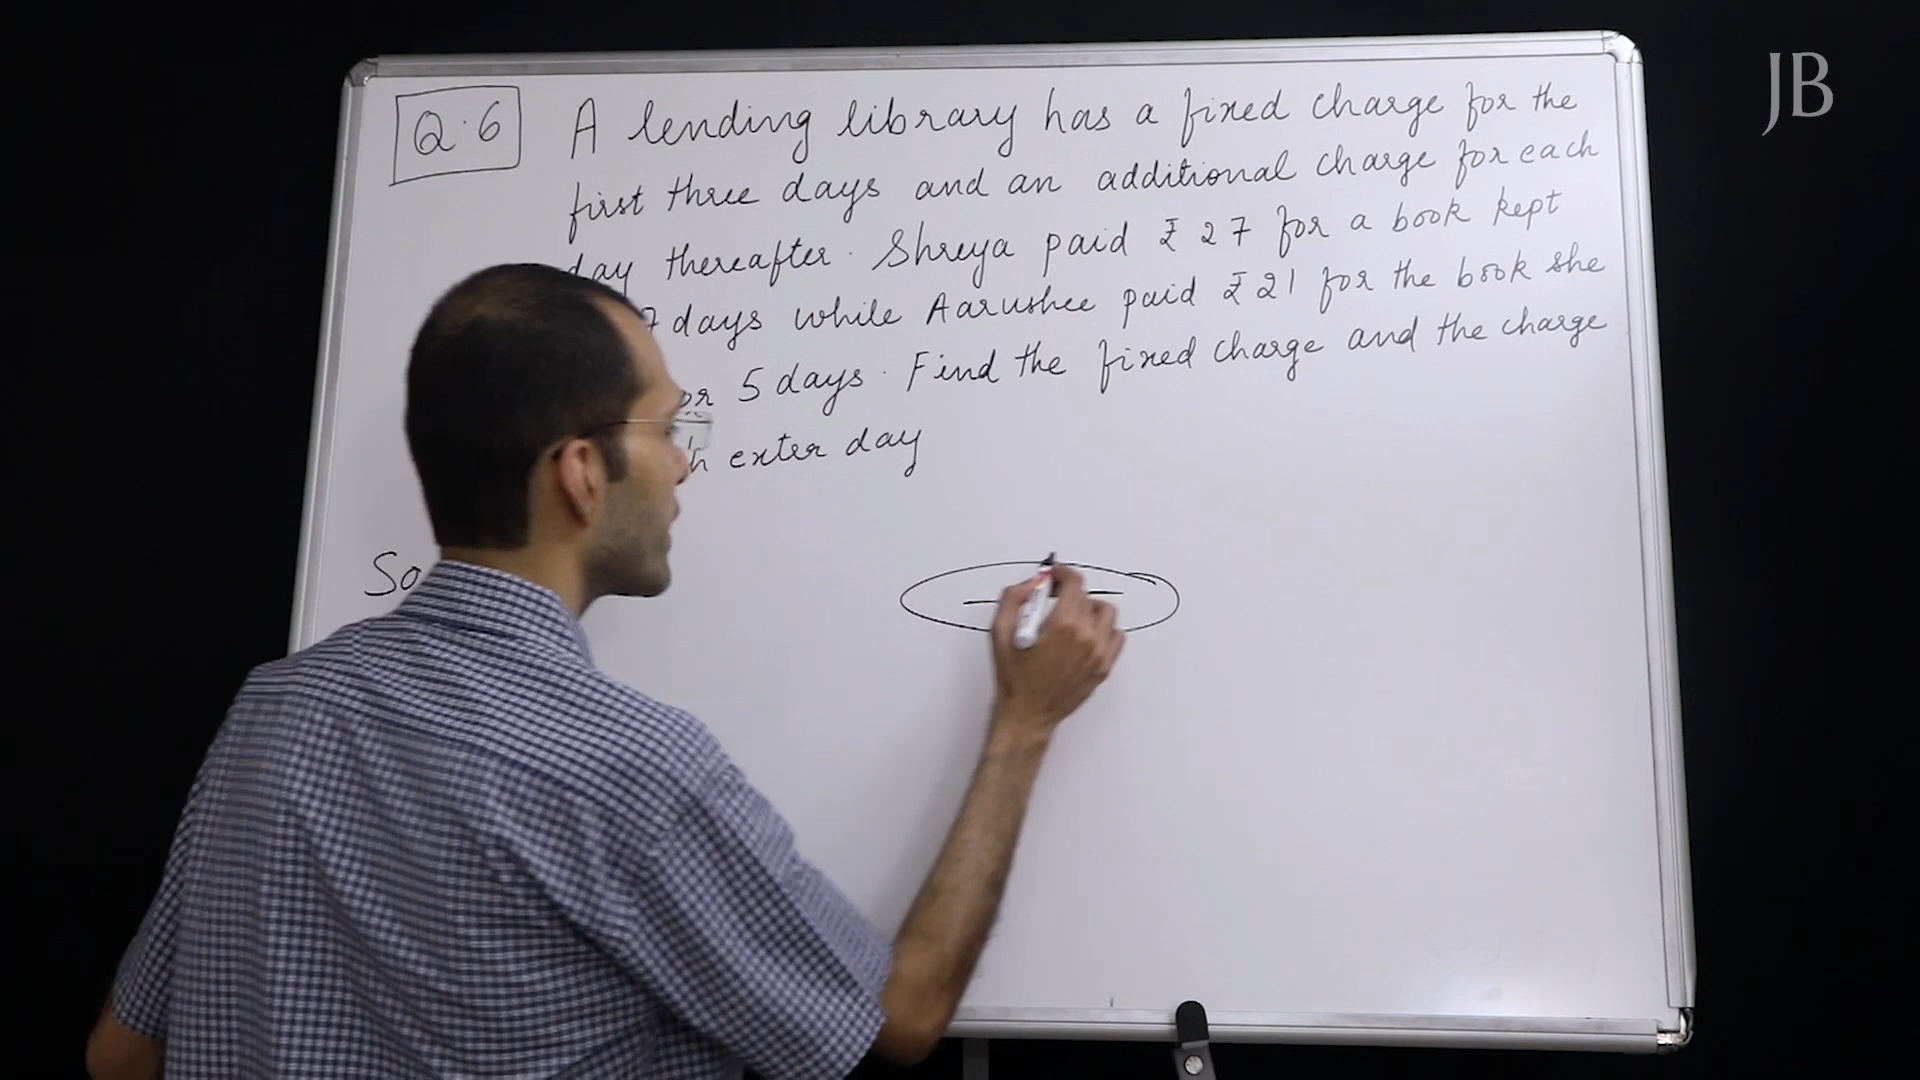 JB
Q.6
A lending library has a fixed charge for the
first three days and an additional charge for each
day thereafter. Shreya paid ₹ 27 for a book kept
7 days while Aarushee paid ₹ 21 for the book she
or 5 days. Find the fixed charge and the charge
h exter day
So